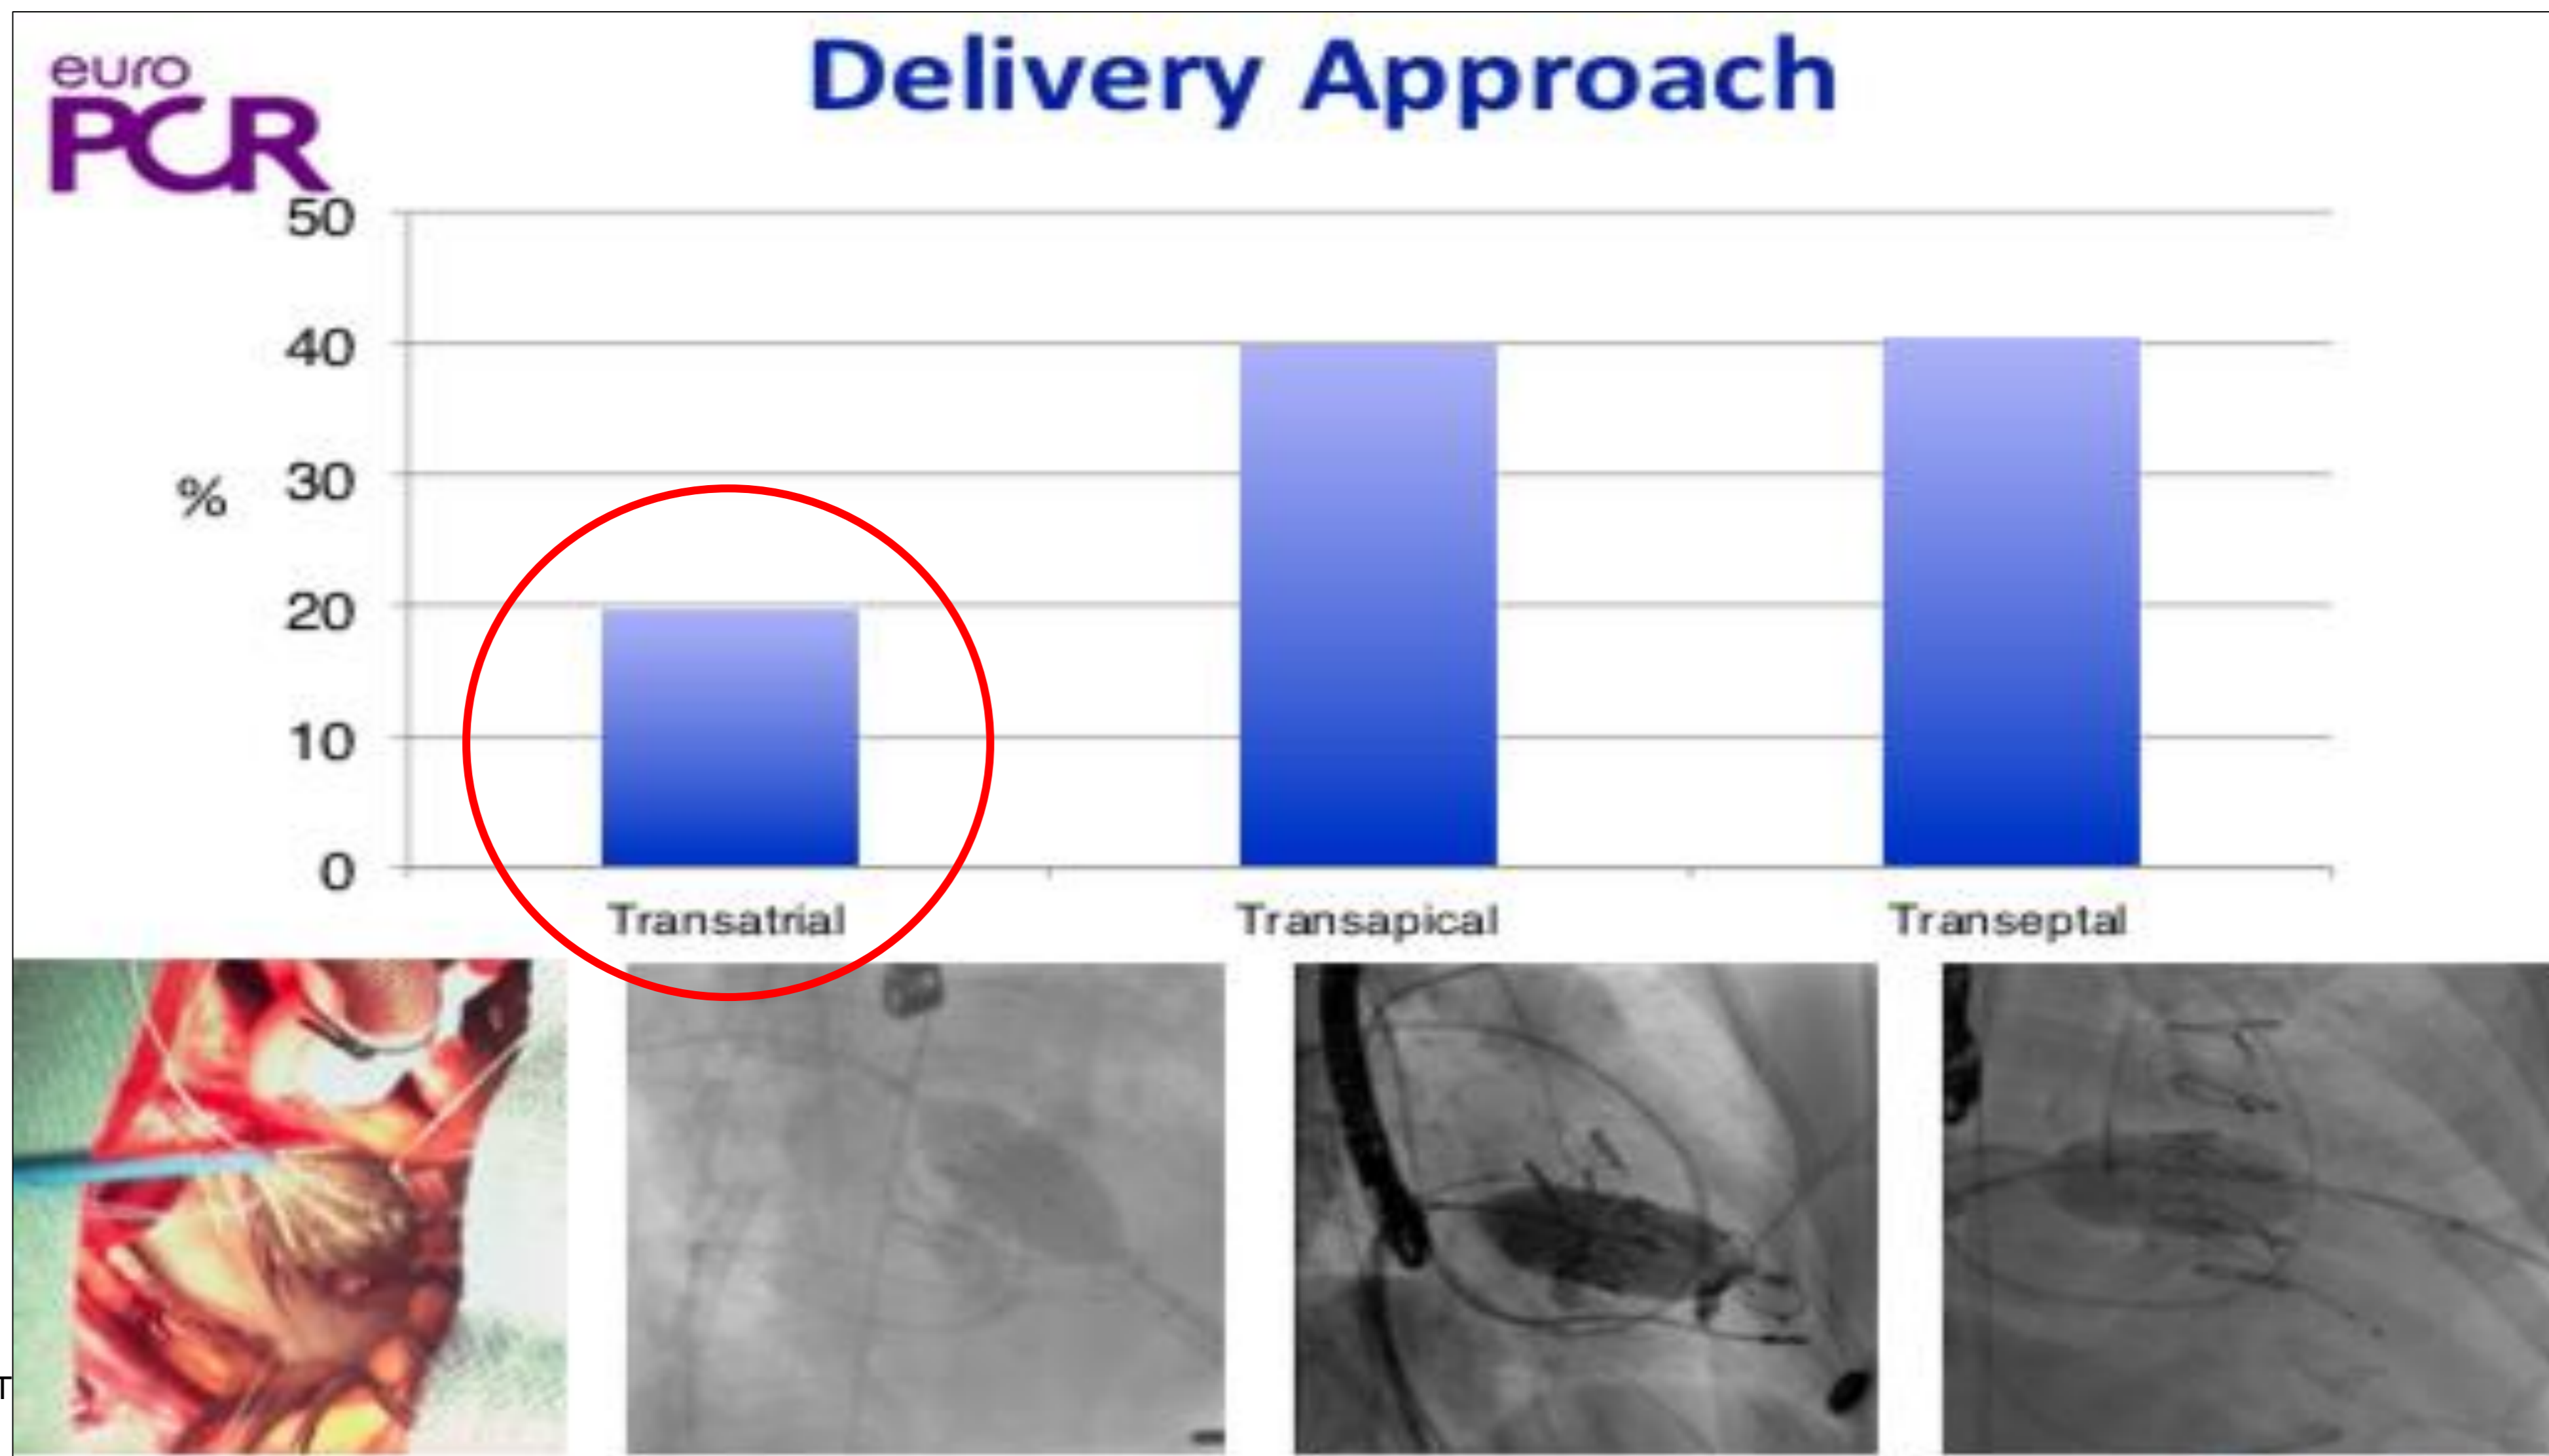 euro
PCR
Delivery Approach
50
40
30
20
10
0
%
Transatrial
Transapical
Transeptal
T